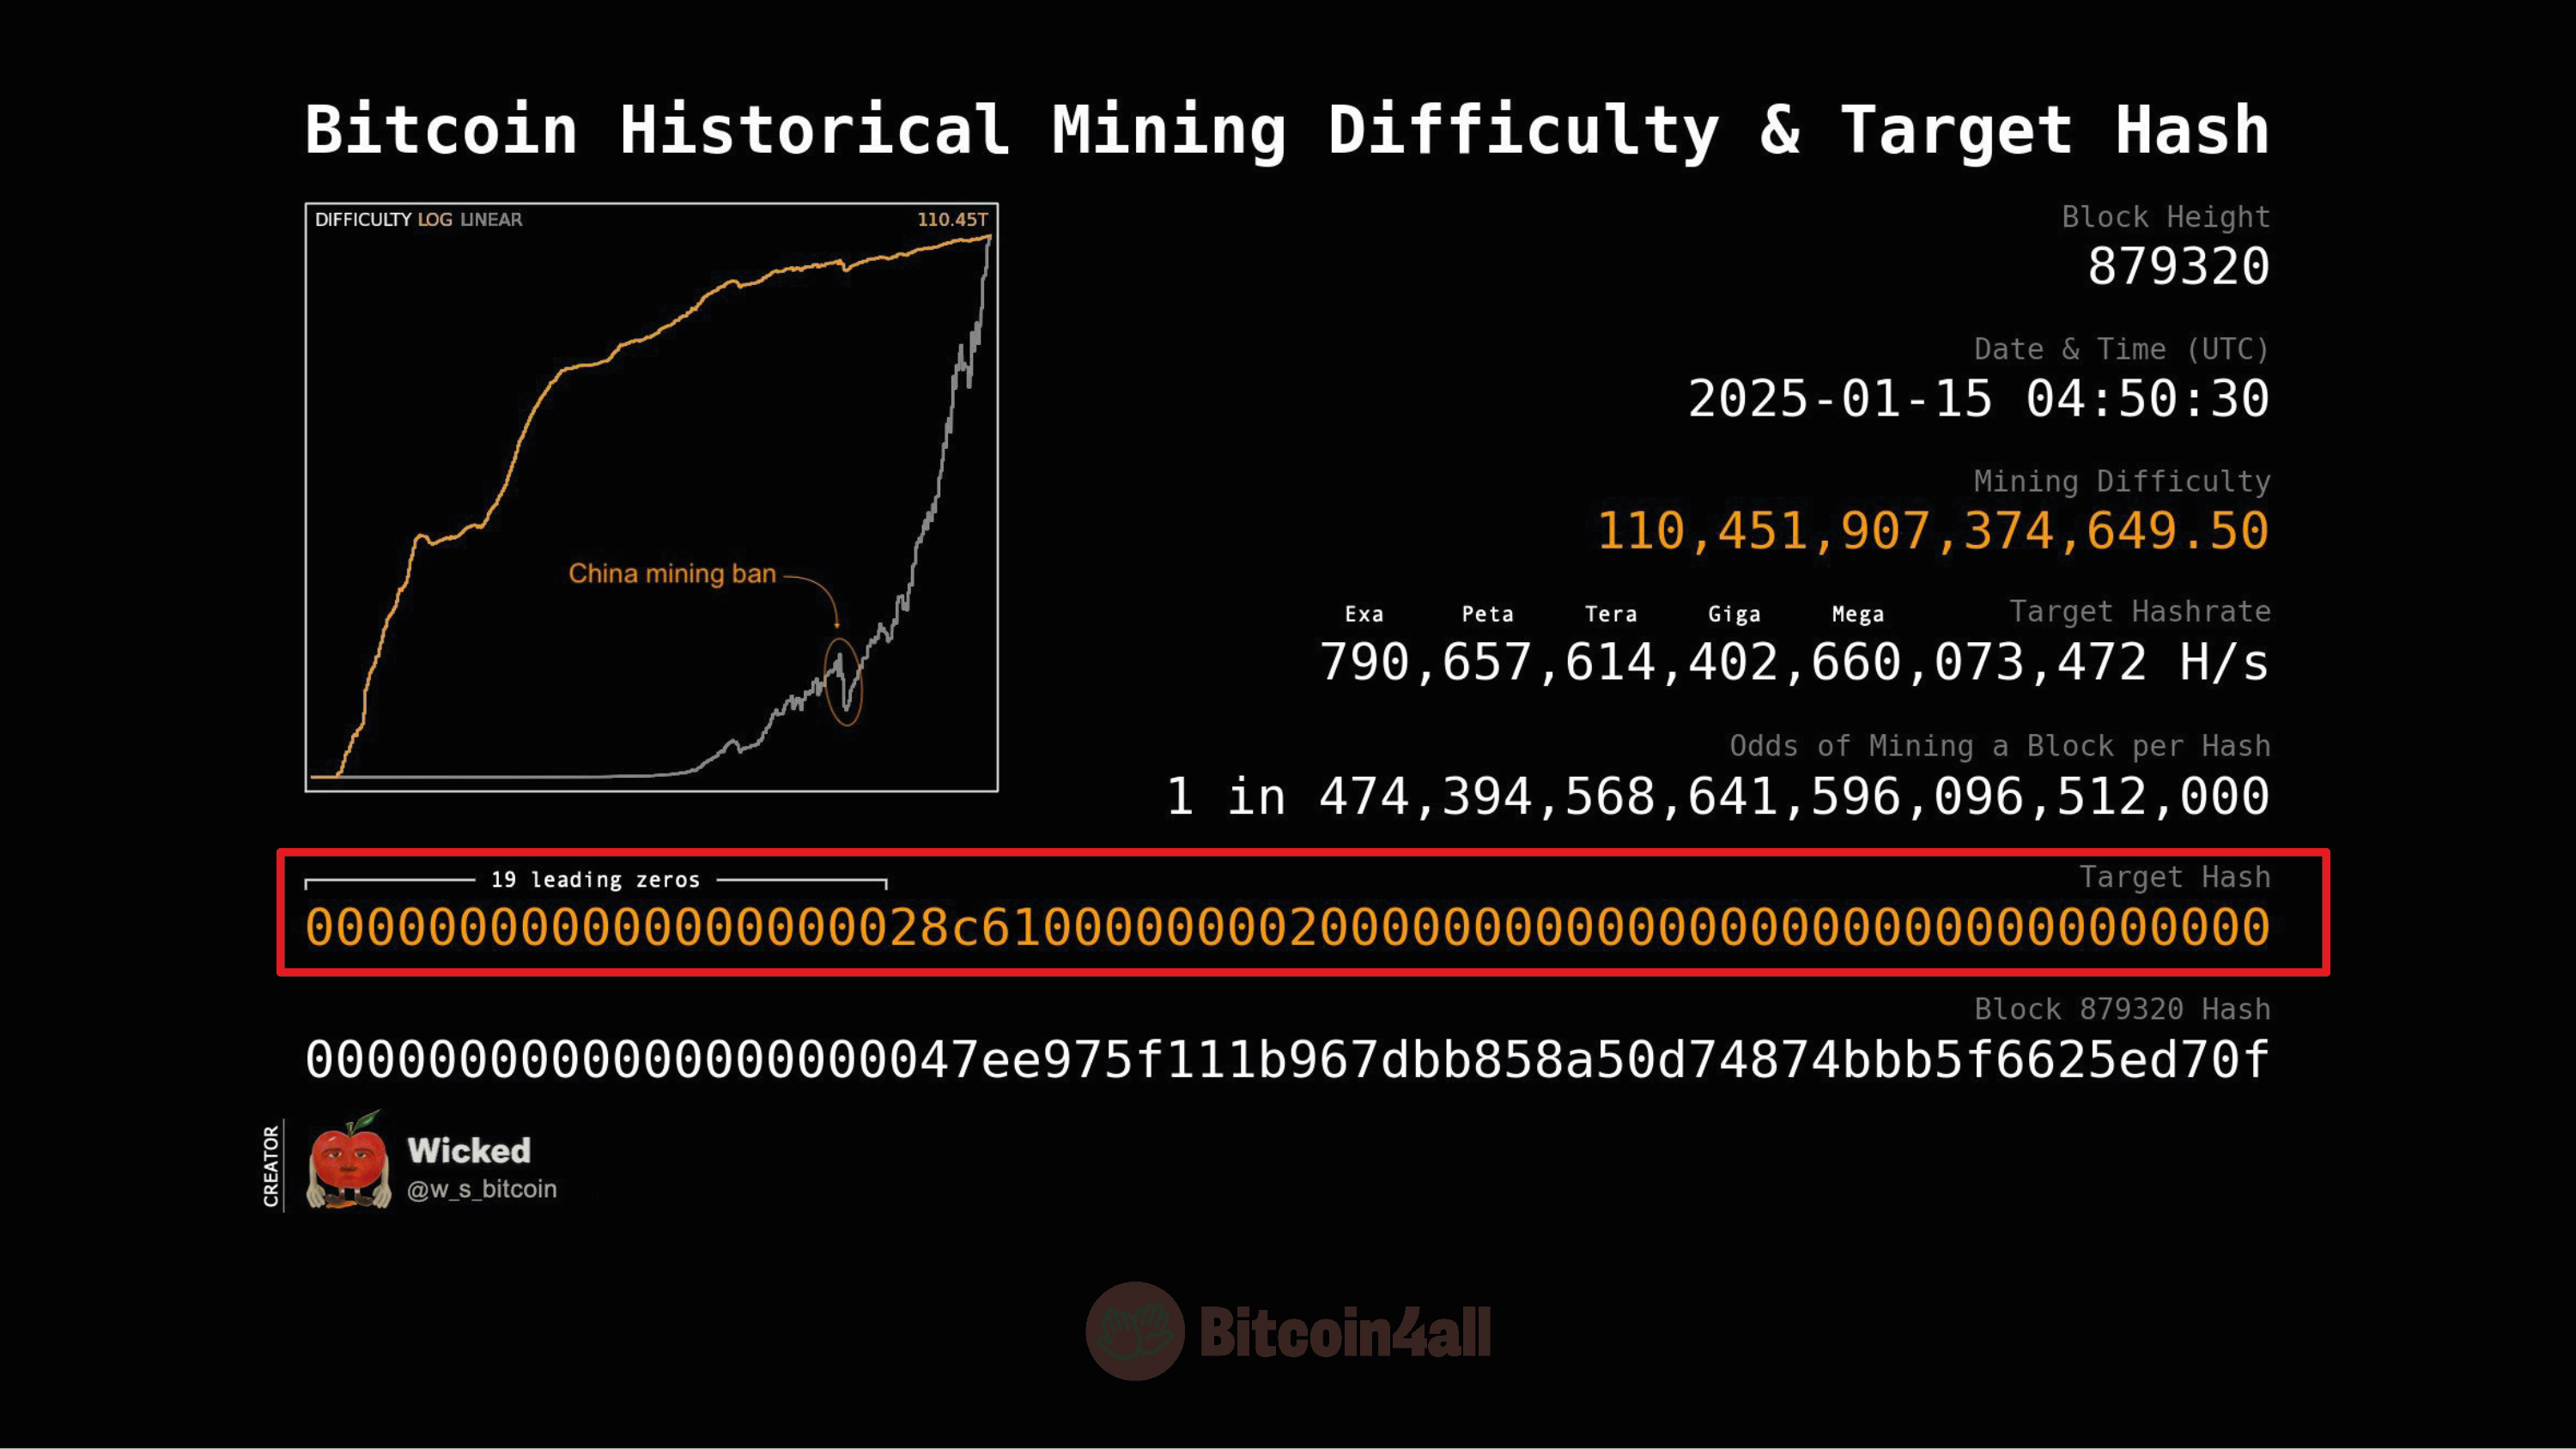 Bitcoin Historical Mining Difficulty & Target Hash
DIFFICULTY LOG LINEAR
110.45T
China mining ban
Block Height
879320
Date & Time (UTC)
2025-01-15 04:50:30
Mining Difficulty
110,451,907,374,649.50
Exa Peta Tera Giga Mega Target Hashrate
790,657,614,402,660,073,472 H/s
Odds of Mining a Block per Hash
1 in 474,394,568,641,596,096,512,000
19 leading zeros
Target Hash
000000000000000000028c610000000020000000000000000000000000000000
Block 879320 Hash
0000000000000000000047ee975f111b967dbb858a50d74874bbb5f6625ed70f
CREATOR
Wicked
@w_s_bitcoin
Bitcoin4all